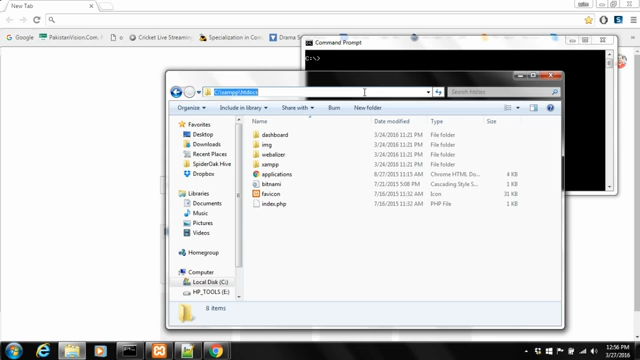 New Tab
Google
PakistanVision.Com
Cricket Live Streaming
Specialization in Com
Drama S
Command Prompt
C:\>
C:\xampp\htdocs
Search htdocs
Organize
Include in library
Share with
Burn
New folder
Name
Date modified
Type
Size
Favorites
Desktop
Downloads
Recent Places
SpiderOak Hive
Dropbox
Libraries
Documents
Music
Pictures
Videos
Homegroup
Computer
Local Disk (C:)
HP_TOOLS (E:)
dashboard 3/24/2016 11:21 PM File folder
img 3/24/2016 11:21 PM File folder
webalizer 3/24/2016 11:21 PM File folder
xampp 3/24/2016 11:21 PM File folder
applications 8/27/2015 11:15 AM Chrome HTML Do... 4 KB
bitnami 7/21/2015 5:08 PM Cascading Style S... 1 KB
favicon 7/16/2015 11:32 AM Icon 31 KB
index.php 7/16/2015 11:32 AM PHP File 1 KB
8 items
12:56 PM
3/27/2016